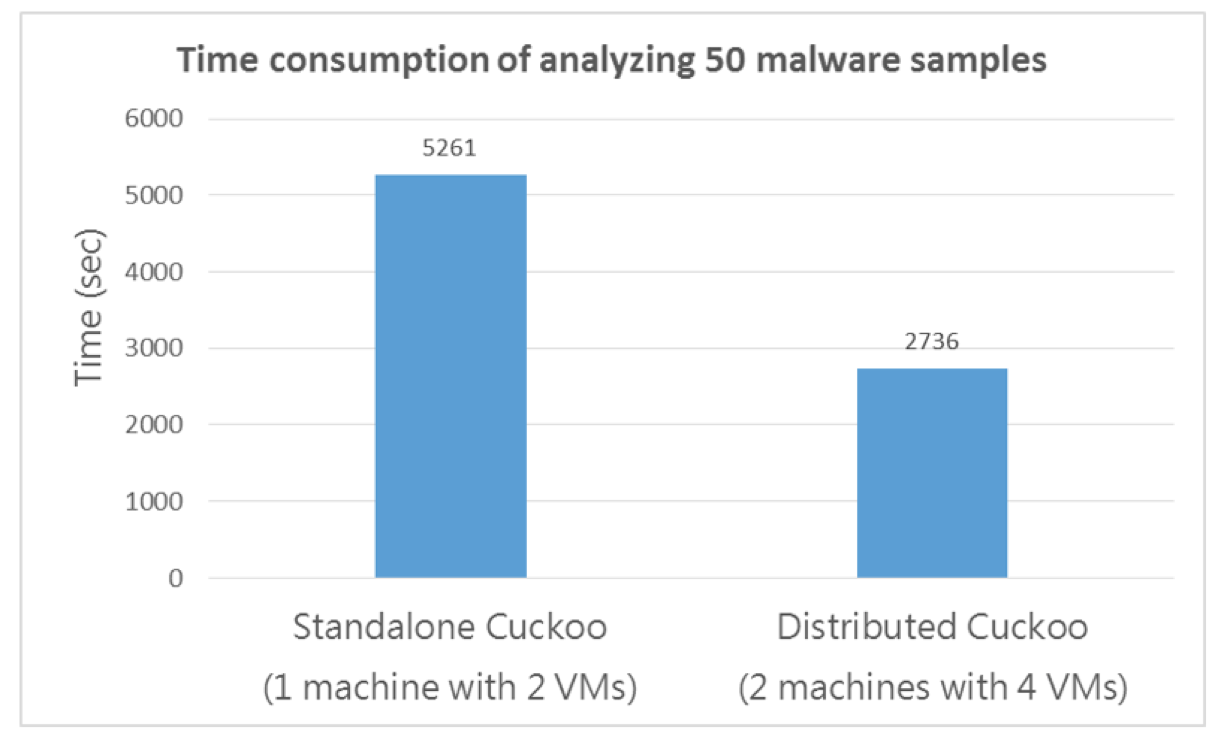 Time consumption of analyzing 50 malware samples
6000
5261
5000
Time (sec)
4000
3000
2736
2000
1000
0
Standalone Cuckoo
(1 machine with 2 VMs)
Distributed Cuckoo
(2 machines with 4 VMs)